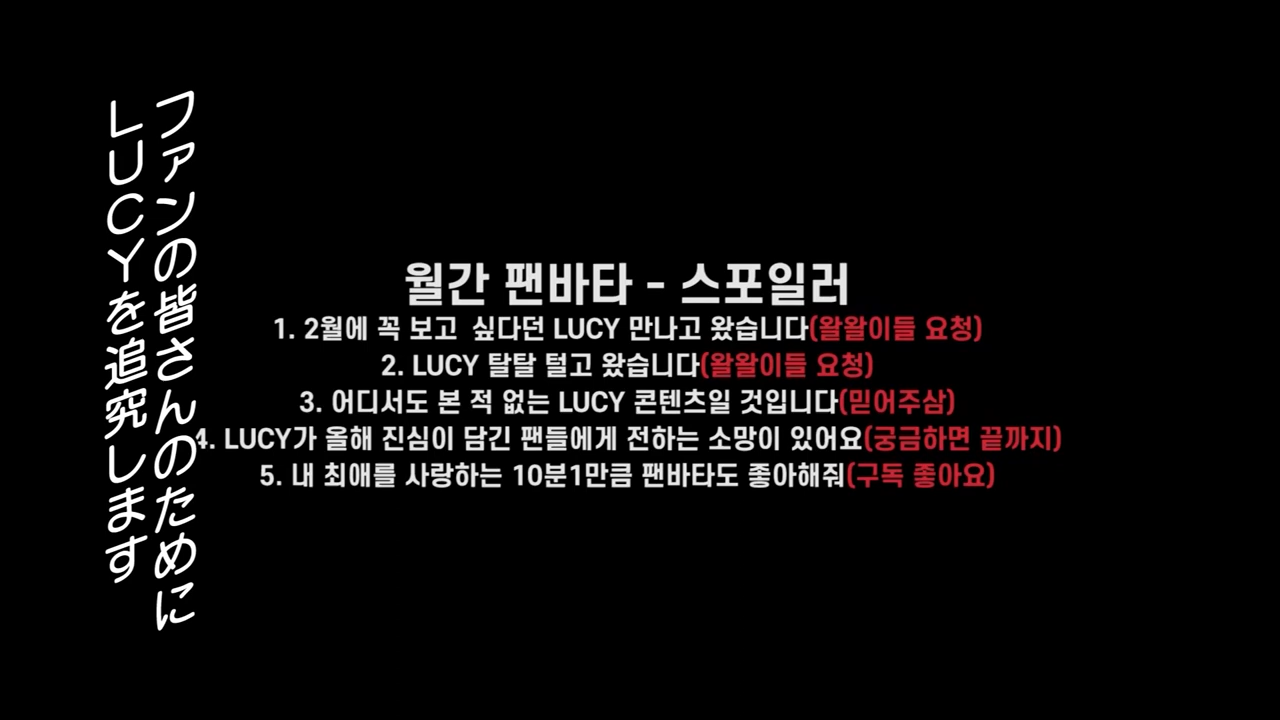 ファンの皆さんのために
LUCYを追究します
월간 팬바타 - 스포일러
1. 2월에 꼭 보고 싶다던 LUCY 만나고 왔습니다(왈왈이들 요청)
2. LUCY 탈탈 털고 왔습니다(왈왈이들 요청)
3. 어디서도 본 적 없는 LUCY 콘텐츠일 것입니다(믿어주삼)
4. LUCY가 올해 진심이 담긴 팬들에게 전하는 소망이 있어요(궁금하면 끝까지)
5. 내 최애를 사랑하는 10분1만큼 팬바타도 좋아해줘(구독 좋아요)